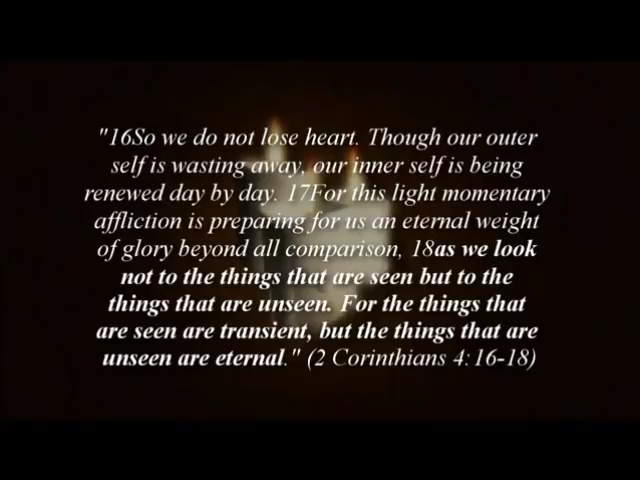 "16So we do not lose heart. Though our outer
self is wasting away, our inner self is being
renewed day by day. 17For this light momentary
affliction is preparing for us an eternal weight
of glory beyond all comparison, 18as we look
not to the things that are seen but to the
things that are unseen. For the things that
are seen are transient, but the things that are
unseen are eternal." (2 Corinthians 4:16-18)